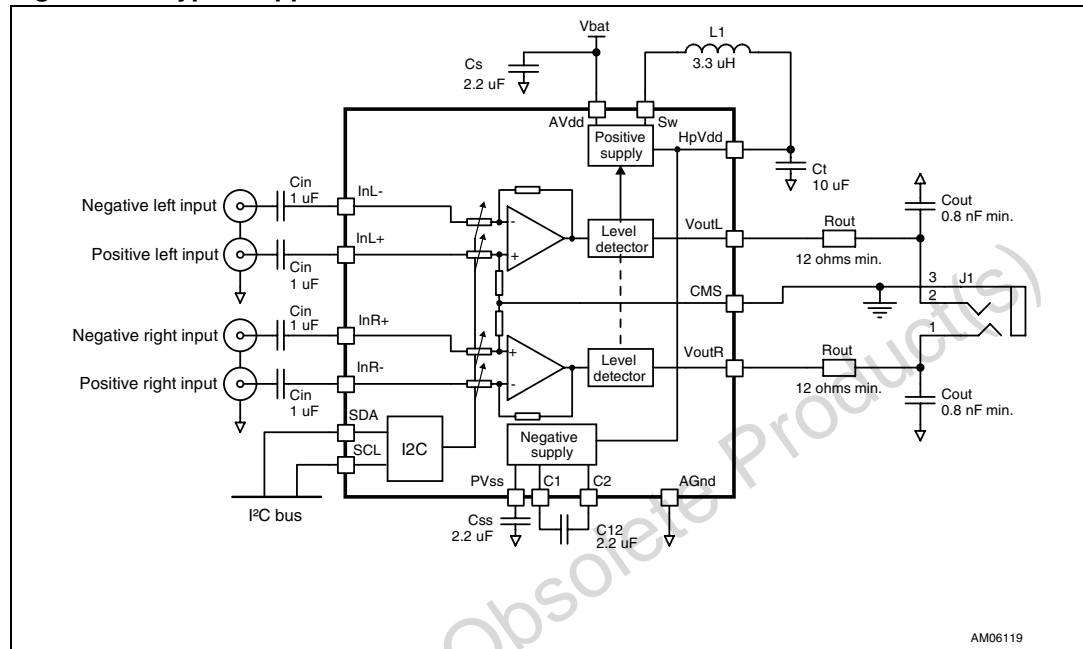 Vbat
L1
3.3 uH
Cs
2.2 uF
AVdd
Sw
Positive
supply
HpVdd
Ct
10 uF
Cin
1 uF
InL-
Negative left input
Level
detector
VoutL
Rout
12 ohms min.
Cout
0.8 nF min.
Positive left input
Cin
1 uF
InL+
-
+
CMS
3
J1
2
1
Cin
1 uF
InR+
Negative right input
+
-
Level
detector
VoutR
Rout
12 ohms min.
Cout
0.8 nF min.
Positive right input
Cin
1 uF
InR-
SDA
SCL
I2C
I²C bus
Negative
supply
PVss
C1
C2
AGnd
Css
2.2 uF
C12
2.2 uF
Obsolete Product(s)
AM06119